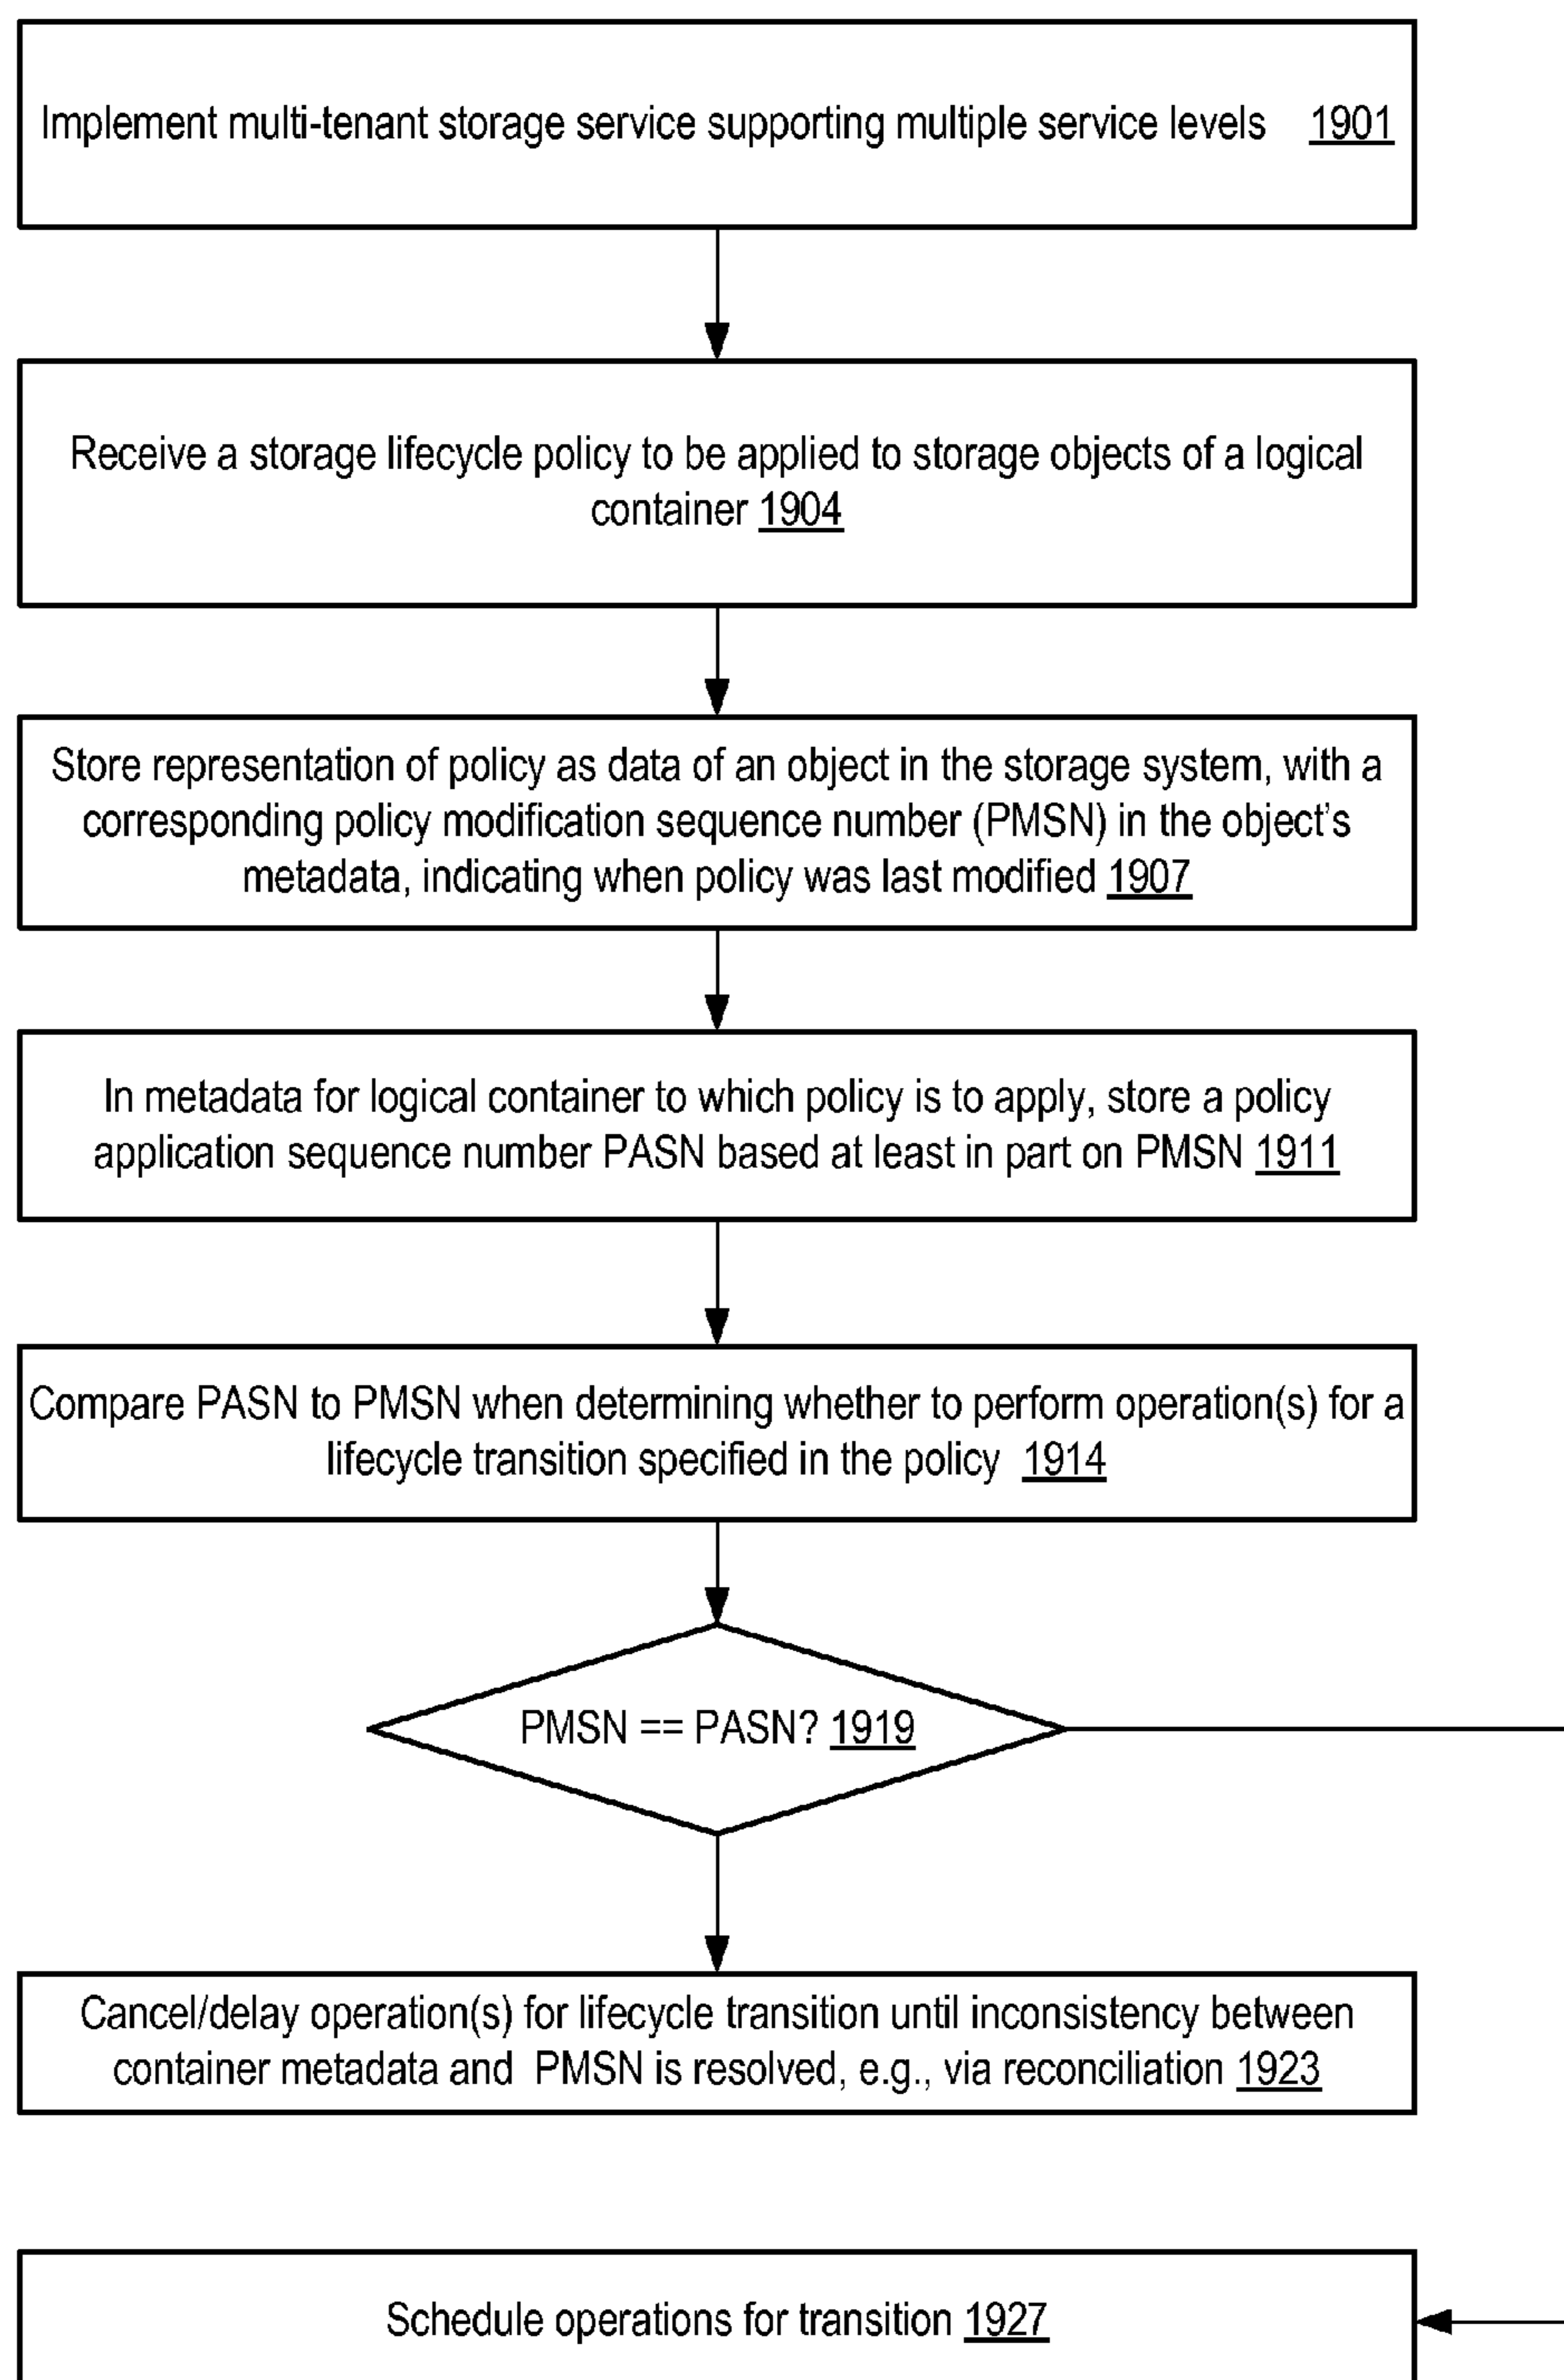 Implement multi-tenant storage service supporting multiple service levels 1901
Receive a storage lifecycle policy to be applied to storage objects of a logical
container 1904
Store representation of policy as data of an object in the storage system, with a
corresponding policy modification sequence number (PMSN) in the object's
metadata, indicating when policy was last modified 1907
In metadata for logical container to which policy is to apply, store a policy
application sequence number PASN based at least in part on PMSN 1911
Compare PASN to PMSN when determining whether to perform operation(s) for a
lifecycle transition specified in the policy 1914
PMSN == PASN? 1919
Cancel/delay operation(s) for lifecycle transition until inconsistency between
container metadata and PMSN is resolved, e.g., via reconciliation 1923
Schedule operations for transition 1927